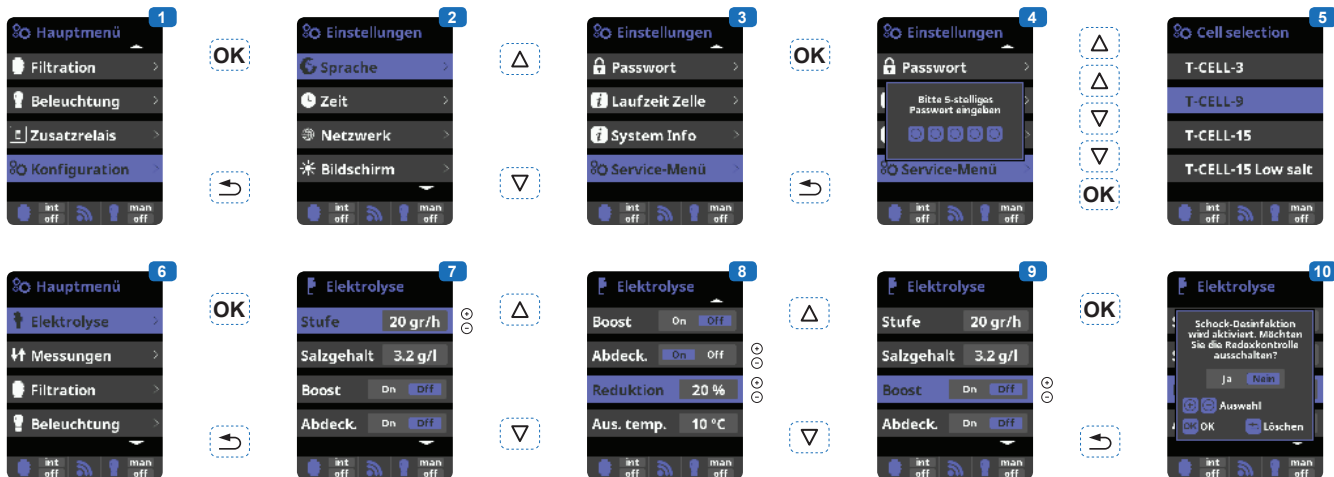 1
Hauptmenü
Filtration
Beleuchtung
Zusatzrelais
Konfiguration
int off
man off
OK
2
Einstellungen
Sprache
Zeit
Netzwerk
Bildschirm
int off
man off
3
Einstellungen
Passwort
Laufzeit Zelle
System Info
Service-Menü
int off
man off
OK
4
Einstellungen
Passwort
Bitte 5-stelliges
Passwort eingeben
Service-Menü
int off
man off
OK
5
Cell selection
T-CELL-3
T-CELL-9
T-CELL-15
T-CELL-15 Low salt
int off
man off
6
Hauptmenü
Elektrolyse
Messungen
Filtration
Beleuchtung
int off
man off
OK
7
Elektrolyse
Stufe 20 gr/h
Salzgehalt 3.2 g/l
Boost On Off
Abdeck. On Off
int off
man off
8
Elektrolyse
Boost On Off
Abdeck. On Off
Reduktion 20 %
Aus. temp. 10 °C
int off
man off
9
Elektrolyse
Stufe 20 gr/h
Salzgehalt 3.2 g/l
Boost On Off
Abdeck. On Off
int off
man off
OK
10
Elektrolyse
Schock-Desinfektion
wird aktiviert. Möchten
Sie die Redoxkontrolle
ausschalten?
Ja Nein
Auswahl
OK OK Löschen
int off
man off